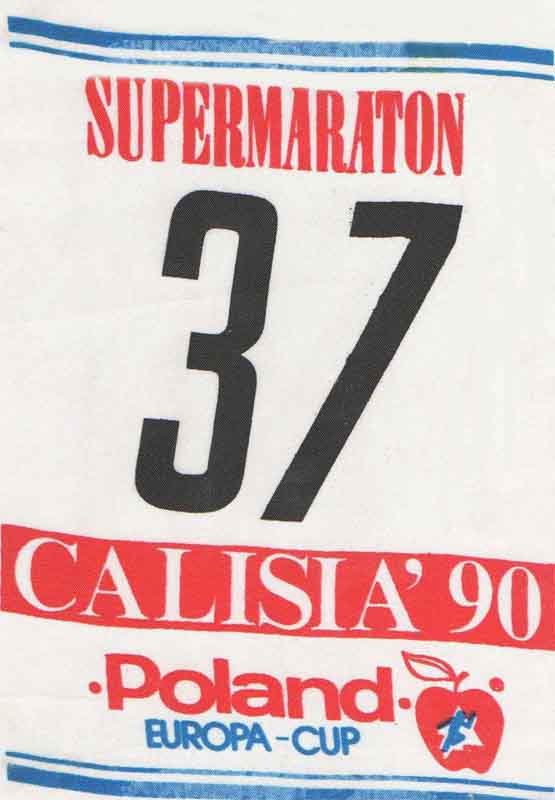 SUPERMARATON
37
CALISIA' 90
·Poland·
EUROPA-CUP